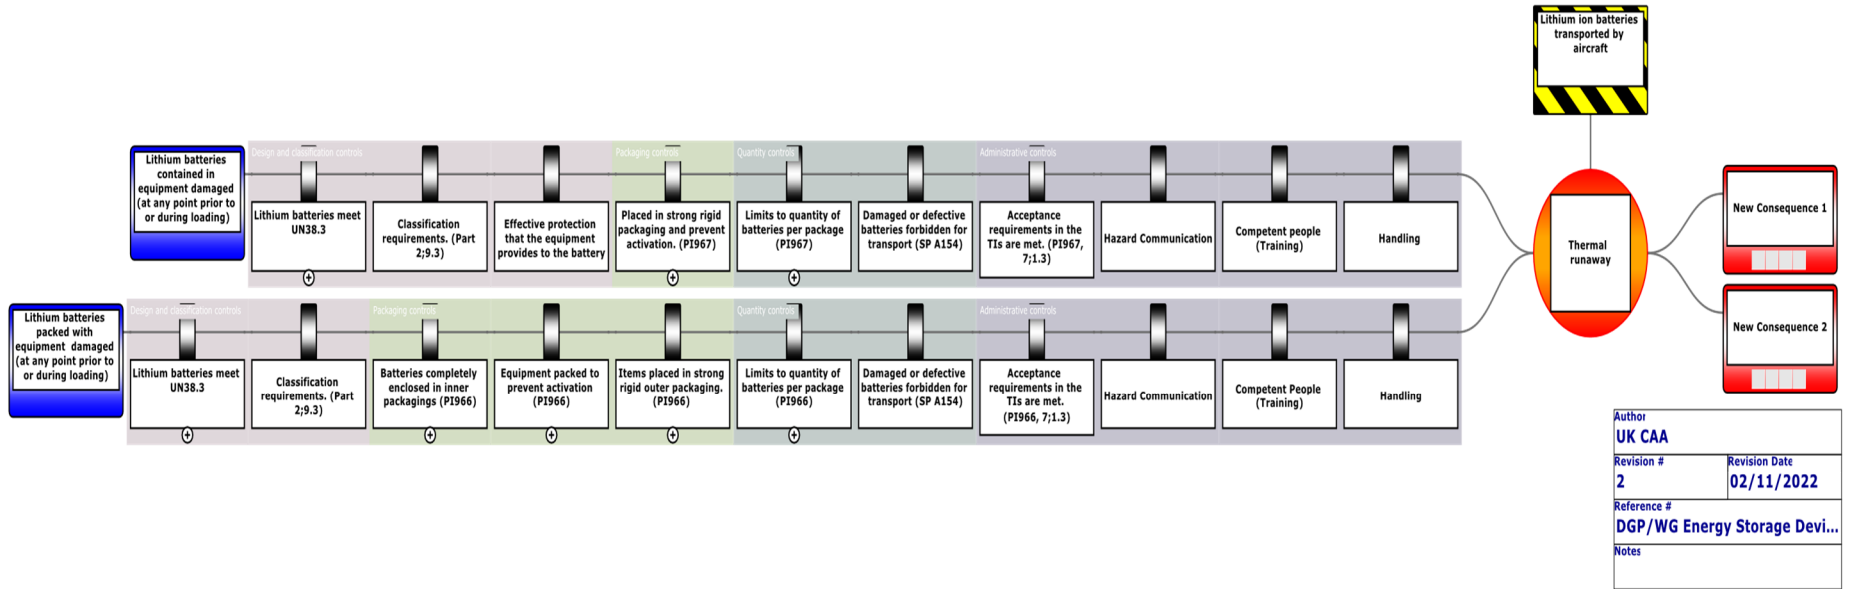 Lithium ion batteries
transported by
aircraft
Lithium batteries
contained in
equipment damaged
(at any point prior to
or during loading)
Design and classification controls
Packaging controls
Quantity controls
Administrative controls
Lithium batteries meet
UN38.3
Classification
requirements. (Part
2;9.3)
Effective protection
that the equipment
provides to the battery
Placed in strong rigid
packaging and prevent
activation. (PI967)
Limits to quantity of
batteries per package
(PI967)
Damaged or defective
batteries forbidden for
transport (SP A154)
Acceptance
requirements in the
TIs are met. (PI967,
7;1.3)
Hazard Communication
Competent people
(Training)
Handling
Thermal
runaway
New Consequence 1
New Consequence 2
Lithium batteries
packed with
equipment damaged
(at any point prior to
or during loading)
Design and classification controls
Packaging controls
Quantity controls
Administrative controls
Lithium batteries meet
UN38.3
Classification
requirements. (Part
2;9.3)
Batteries completely
enclosed in inner
packagings (PI966)
Equipment packed to
prevent activation
(PI966)
Items placed in strong
rigid outer packaging.
(PI966)
Limits to quantity of
batteries per package
(PI966)
Damaged or defective
batteries forbidden for
transport (SP A154)
Acceptance
requirements in the
TIs are met.
(PI966, 7;1.3)
Hazard Communication
Competent People
(Training)
Handling
Author
UK CAA
Revision #
2
Revision Date
02/11/2022
Reference #
DGP/WG Energy Storage Devi...
Notes